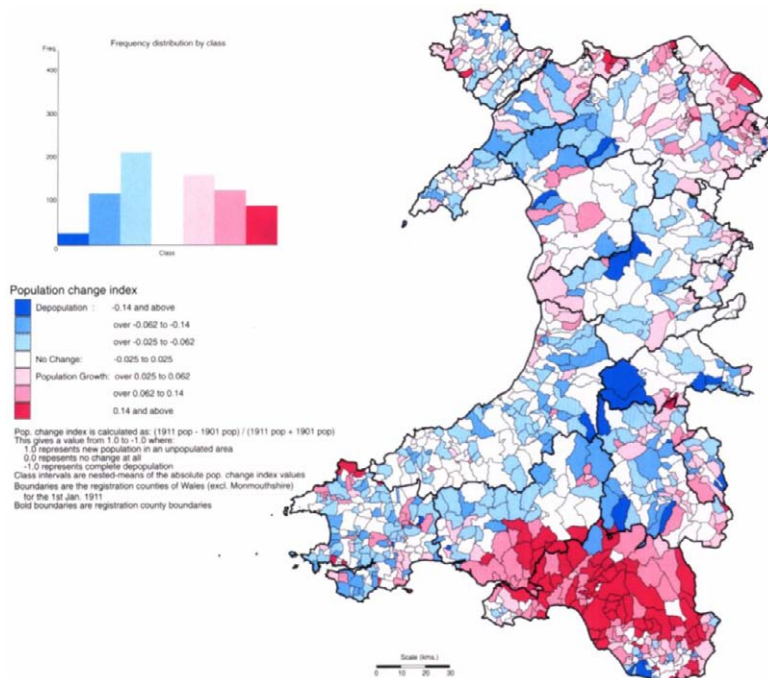 Frequency distribution by class
Freq.
400
300
200
100
0
Class
Population change index
Depopulation : -0.14 and above
over -0.062 to -0.14
over -0.025 to -0.062
No Change: -0.025 to 0.025
Population Growth: over 0.025 to 0.062
over 0.062 to 0.14
0.14 and above
Pop. change index is calculated as: (1911 pop - 1901 pop) / (1911 pop + 1901 pop)
This gives a value from 1.0 to -1.0 where:
1.0 represents new population in an unpopulated area
0.0 represents no change at all
-1.0 represents complete depopulation
Class intervals are nested-means of the absolute pop. change index values
Boundaries are the registration counties of Wales (excl. Monmouthshire)
for the 1st Jan. 1911
Bold boundaries are registration county boundaries
Scale (kms.)
0 10 20 30